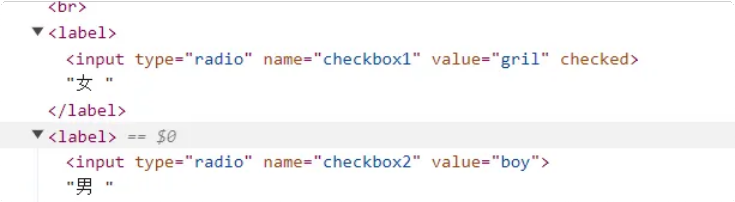 <br>
▼<label>
<input type="radio" name="checkbox1" value="gril" checked>
"女 "
</label>
▼<label> == $0
<input type="radio" name="checkbox2" value="boy">
"男 "